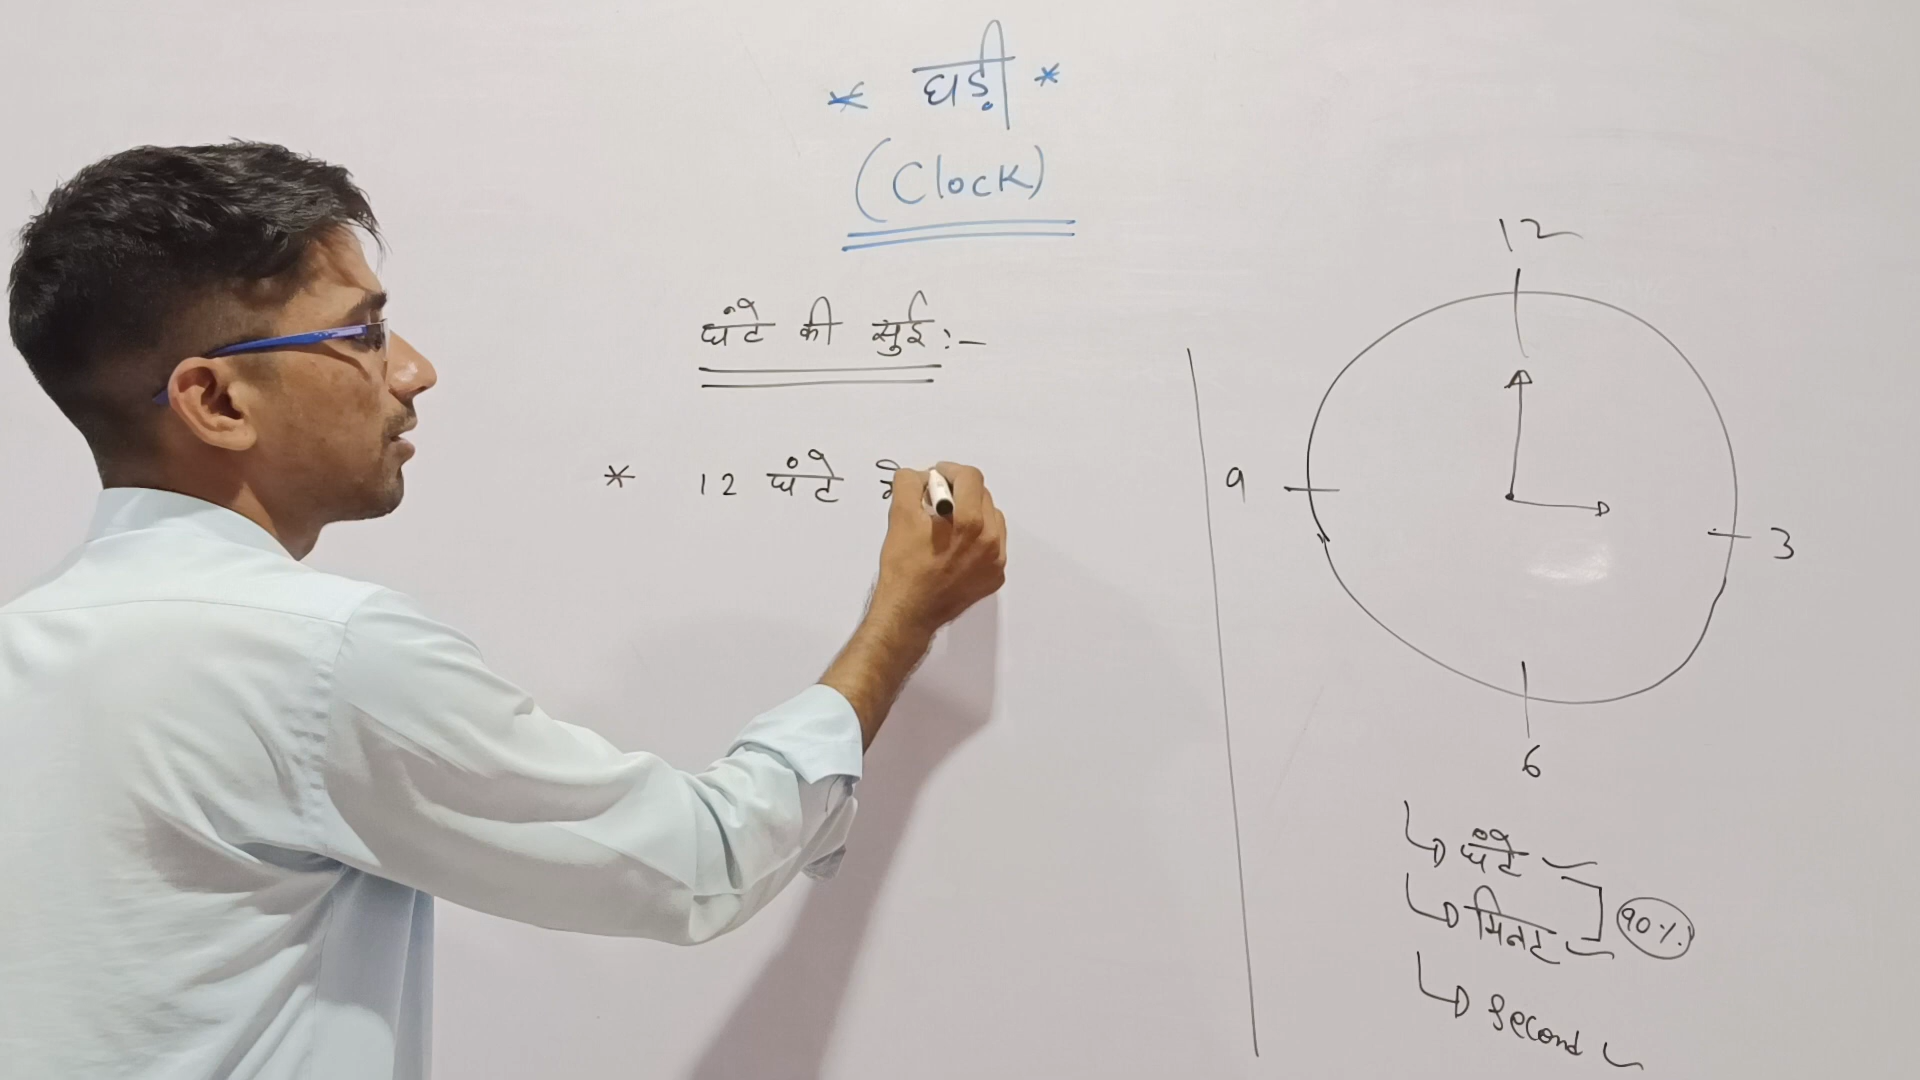 * घड़ी *
(Clock)
घंटे की सुई :-
* 12 घंटे में
12
9
3
6
घंटे
मिनट
90%
Second